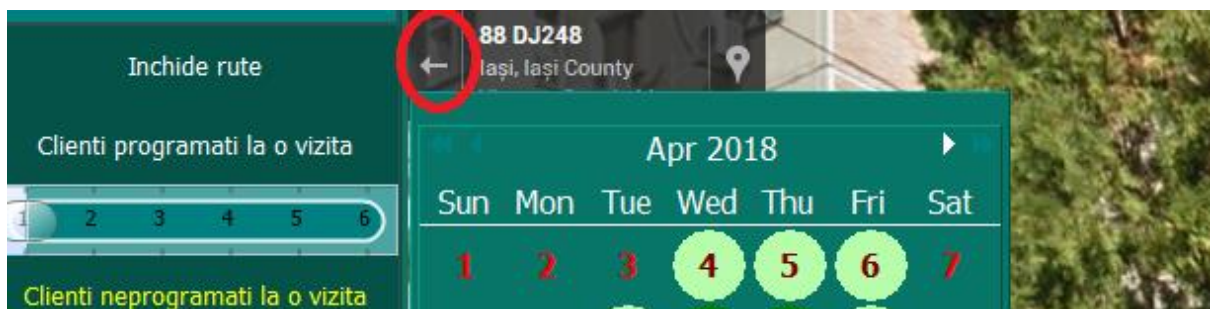 Inchide rute
Clienti programati la o vizita
1 2 3 4 5 6
Clienti neprogramati la o vizita
88 DJ248
Iași, Iași County
Apr 2018
Sun Mon Tue Wed Thu Fri Sat
1 2 3 4 5 6 7